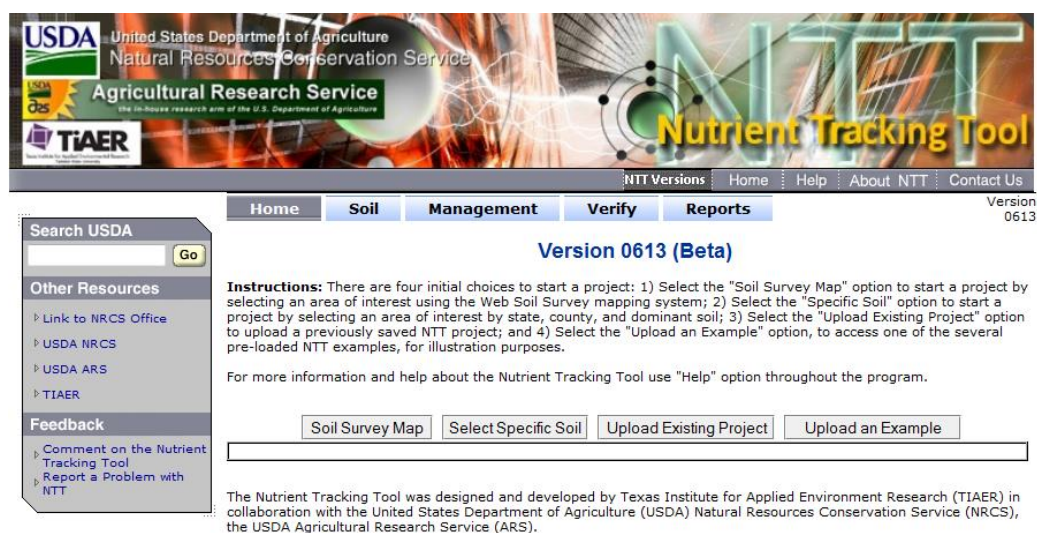 USDA
United States Department of Agriculture
Natural Resources Conservation Service
USDA
ars
Agricultural Research Service
the in-house research arm of the U.S. Department of Agriculture
TIAER
Texas Institute for Applied Environmental Research
NTT
Nutrient Tracking Tool
NTT Versions Home Help About NTT Contact Us
Home Soil Management Verify Reports
Version
0613
Search USDA
Go
Other Resources
Link to NRCS Office
USDA NRCS
USDA ARS
TIAER
Feedback
Comment on the Nutrient
Tracking Tool
Report a Problem with
NTT
Version 0613 (Beta)
Instructions: There are four initial choices to start a project: 1) Select the "Soil Survey Map" option to start a project by
selecting an area of interest using the Web Soil Survey mapping system; 2) Select the "Specific Soil" option to start a
project by selecting an area of interest by state, county, and dominant soil; 3) Select the "Upload Existing Project" option
to upload a previously saved NTT project; and 4) Select the "Upload an Example" option, to access one of the several
pre-loaded NTT examples, for illustration purposes.
For more information and help about the Nutrient Tracking Tool use "Help" option throughout the program.
Soil Survey Map Select Specific Soil Upload Existing Project Upload an Example
The Nutrient Tracking Tool was designed and developed by Texas Institute for Applied Environment Research (TIAER) in
collaboration with the United States Department of Agriculture (USDA) Natural Resources Conservation Service (NRCS),
the USDA Agricultural Research Service (ARS).